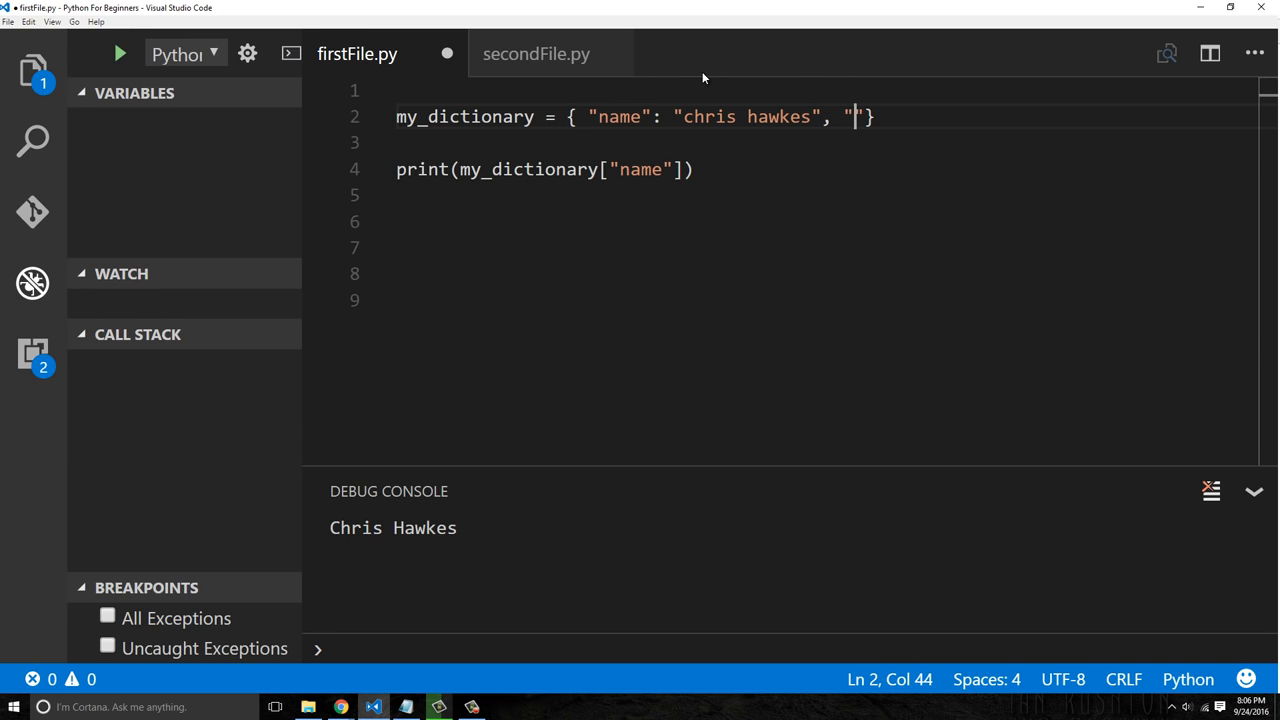 ● firstFile.py - Python For Beginners - Visual Studio Code
File Edit View Go Help
Pythor
firstFile.py
secondFile.py
1
VARIABLES
WATCH
CALL STACK
2
BREAKPOINTS
All Exceptions
Uncaught Exceptions
1
2 my_dictionary = { "name": "chris hawkes", ""}
3
4 print(my_dictionary["name"])
5
6
7
8
9
DEBUG CONSOLE
Chris Hawkes
0 0
Ln 2, Col 44 Spaces: 4 UTF-8 CRLF Python
I'm Cortana. Ask me anything.
8:06 PM
9/24/2016